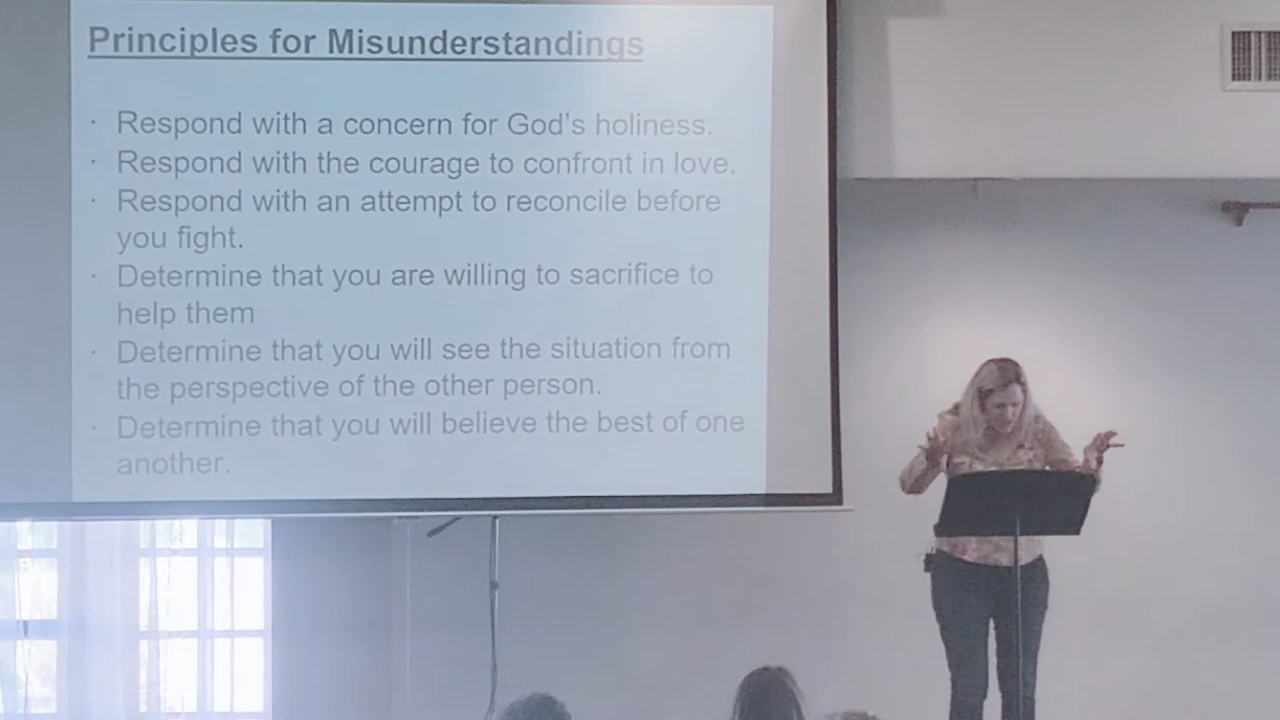 Principles for Misunderstandings
· Respond with a concern for God's holiness.
· Respond with the courage to confront in love.
· Respond with an attempt to reconcile before
you fight.
· Determine that you are willing to sacrifice to
help them
· Determine that you will see the situation from
the perspective of the other person.
· Determine that you will believe the best of one
another.